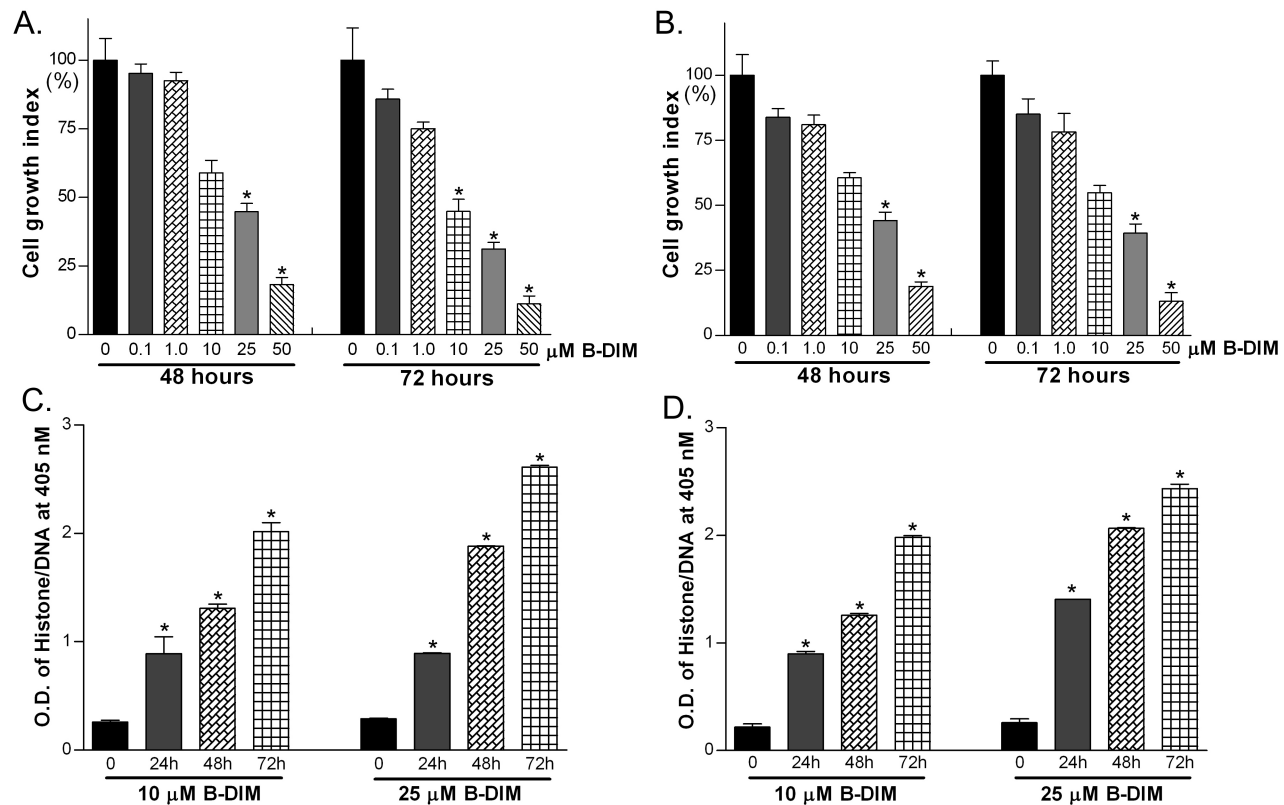 A.
Cell growth index
(%)
100
75
50
25
0
* * * * *
0 0.1 1.0 10 25 50 0 0.1 1.0 10 25 50 μM B-DIM
48 hours 72 hours
B.
Cell growth index
(%)
100
75
50
25
0
* * * *
0 0.1 1.0 10 25 50 0 0.1 1.0 10 25 50 μM B-DIM
48 hours 72 hours
C.
O.D. of Histone/DNA at 405 nM
3
2
1
0
* * * * * *
0 24h 48h 72h 0 24h 48h 72h
10 μM B-DIM 25 μM B-DIM
D.
O.D. of Histone/DNA at 405 nM
3
2
1
0
* * * * * *
0 24h 48h 72h 0 24h 48h 72h
10 μM B-DIM 25 μM B-DIM